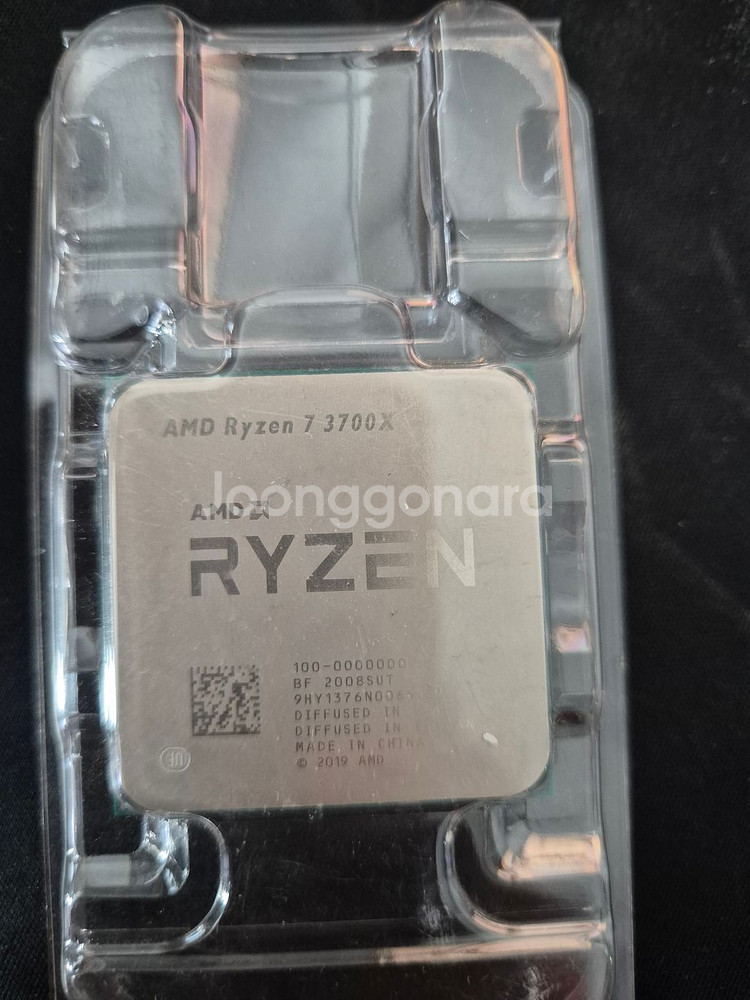 AMD Ryzen 7 3700X
Joonggonara
AMD
RYZEN
100-0000000
BF 2008SUT
DIFFUSED IN
DIFFUSED IN
MADE IN CHINA
© 2019 AMD
UE